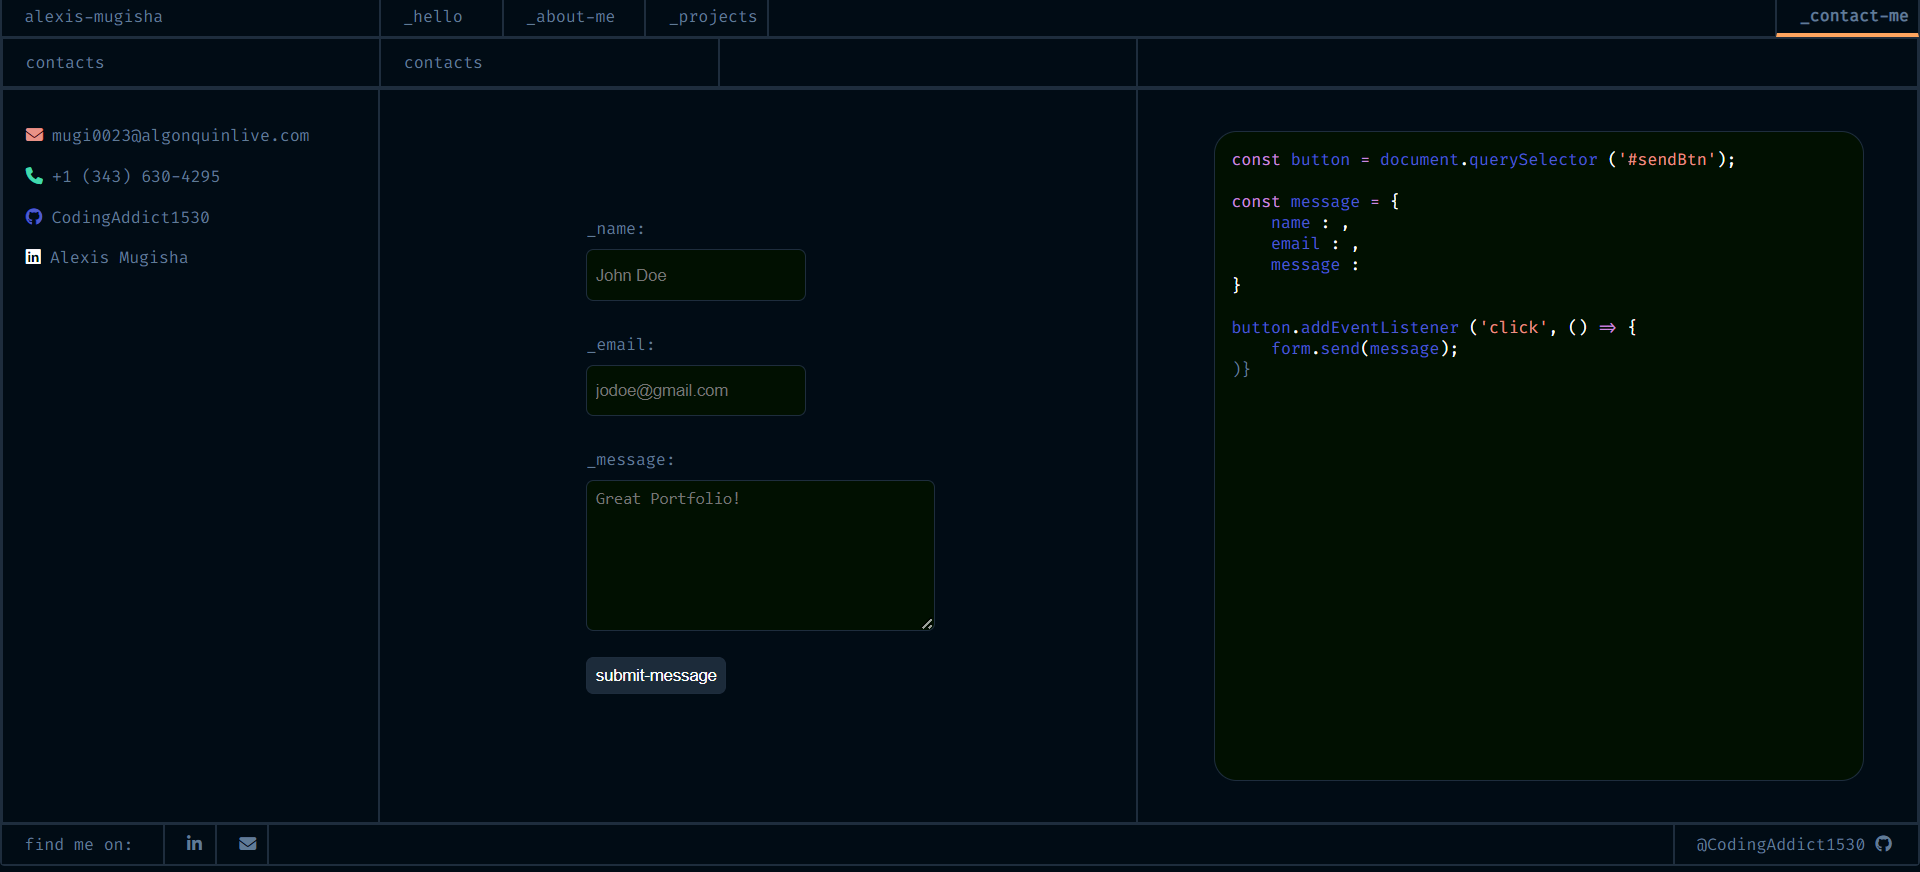 alexis-mugisha
_hello
_about-me
_projects
_contact-me
contacts
contacts
mugi0023@algonquinlive.com
+1 (343) 630-4295
CodingAddict1530
Alexis Mugisha
_name:
John Doe
_email:
jodoe@gmail.com
_message:
Great Portfolio!
submit-message
const button = document.querySelector ('#sendBtn');
const message = {
    name : ,
    email : ,
    message :
}
button.addEventListener ('click', () => {
    form.send(message);
)}
find me on:
@CodingAddict1530